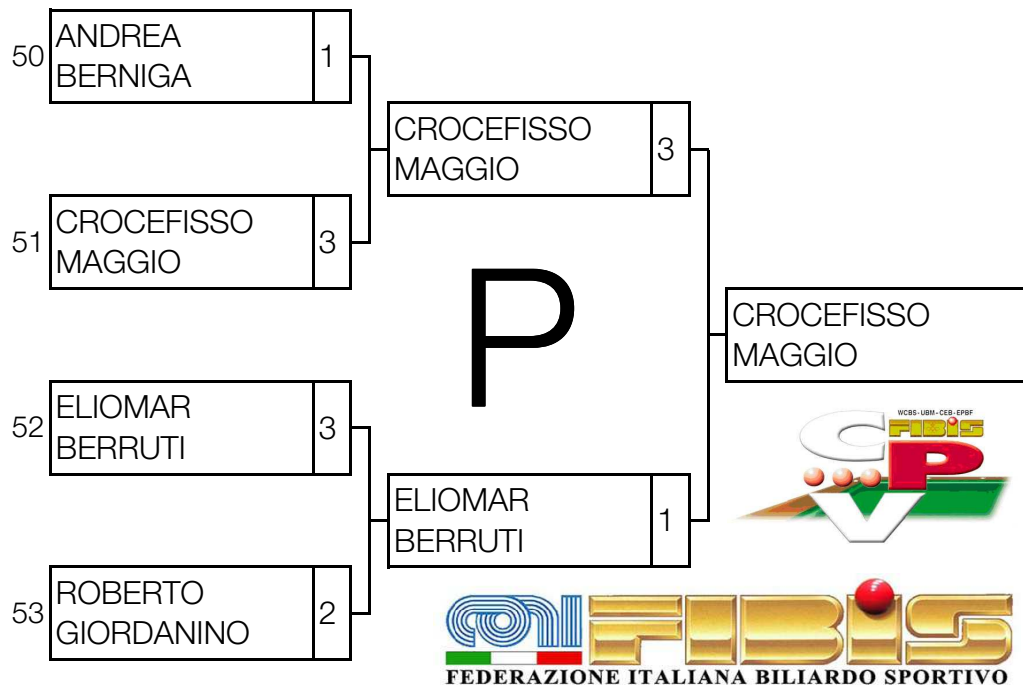 50
ANDREA
BERNIGA
1
51
CROCEFISSO
MAGGIO
3
52
ELIOMAR
BERRUTI
3
53
ROBERTO
GIORDANINO
2
CROCEFISSO
MAGGIO
3
P
ELIOMAR
BERRUTI
1
CROCEFISSO
MAGGIO
WCBS - UBM - CEB - EPBF
FIBiS
C
P
V
CONI
FIBiS
FEDERAZIONE ITALIANA BILIARDO SPORTIVO